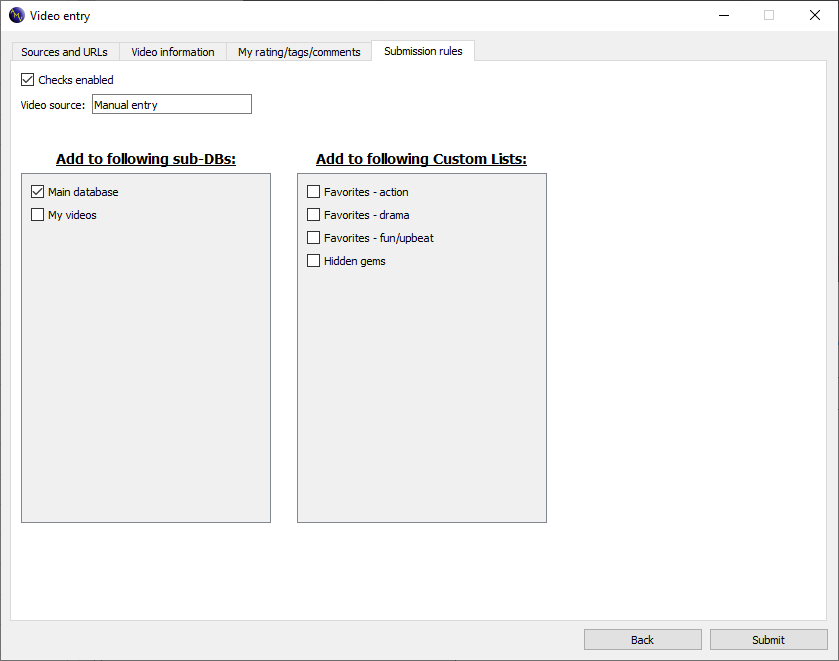 Video entry
Sources and URLs Video information My rating/tags/comments Submission rules
Checks enabled
Video source: Manual entry
Add to following sub-DBs: Add to following Custom Lists:
Main database Favorites - action
My videos Favorites - drama
Favorites - fun/upbeat
Hidden gems
Back Submit